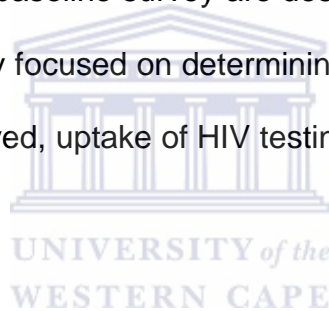 baseline survey are des
y focused on determinin
ved, uptake of HIV testin
UNIVERSITY of the
WESTERN CAPE